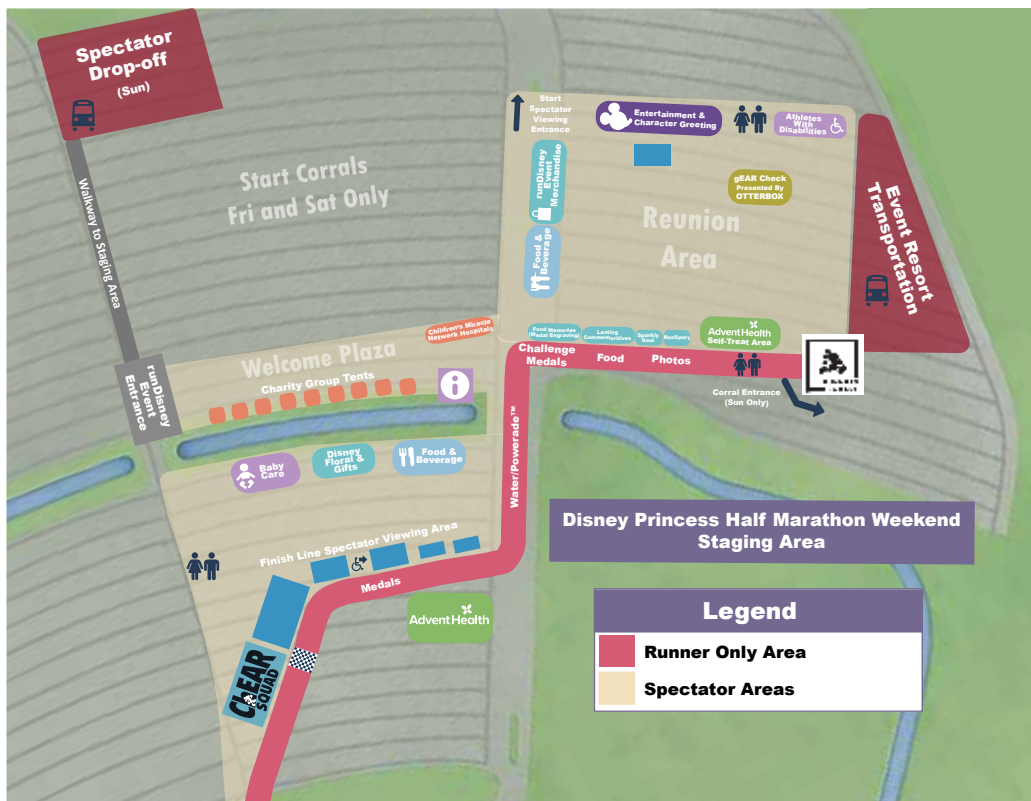 Spectator
Drop-off
(Sun)
Walkway to Staging Area
Start Corrals
Fri and Sat Only
Start
Spectator
Viewing
Entrance
Entertainment &
Character Greeting
Athletes
With
Disabilities
runDisney
Event
Merchandise
gEAR Check
Presented By
OTTERBOX
Reunion
Area
Food &
Beverage
Event Resort
Transportation
Children's Miracle
Network Hospitals
Food Memories
(Medal Engraving)
Lasting
Commemoratives
Sparkly
Soul
AdventHealth
Self-Treat Area
Challenge
Medals
Food
Photos
Corral Entrance
(Sun Only)
runDisney
Event
Entrance
Welcome Plaza
Charity Group Tents
i
Baby
Care
Disney
Floral &
Gifts
Food &
Beverage
Water/Powerade™
Finish Line Spectator Viewing Area
Medals
AdventHealth
ChEAR
SQUAD
Disney Princess Half Marathon Weekend
Staging Area
Legend
Runner Only Area
Spectator Areas